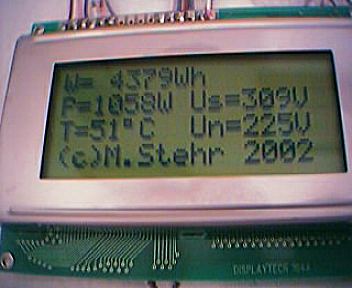 W= 4379Wh
P=1058W Us=309V
T=51°C Un=225V
(c)M.Stehr 2002
DISPLAYTECH